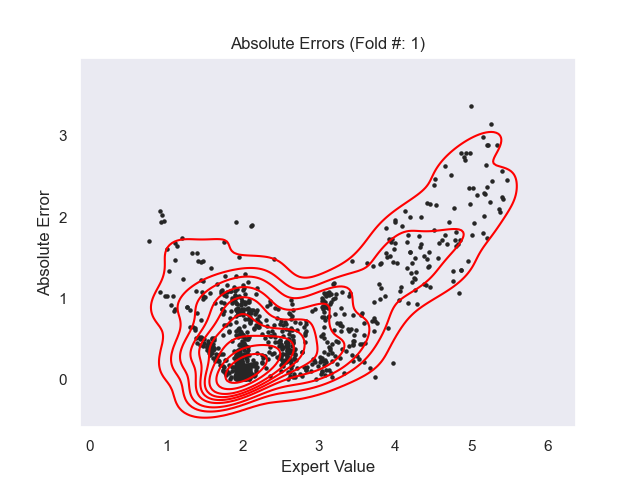 Absolute Errors (Fold #: 1)
3
2
1
0
Absolute Error
0 1 2 3 4 5 6
Expert Value